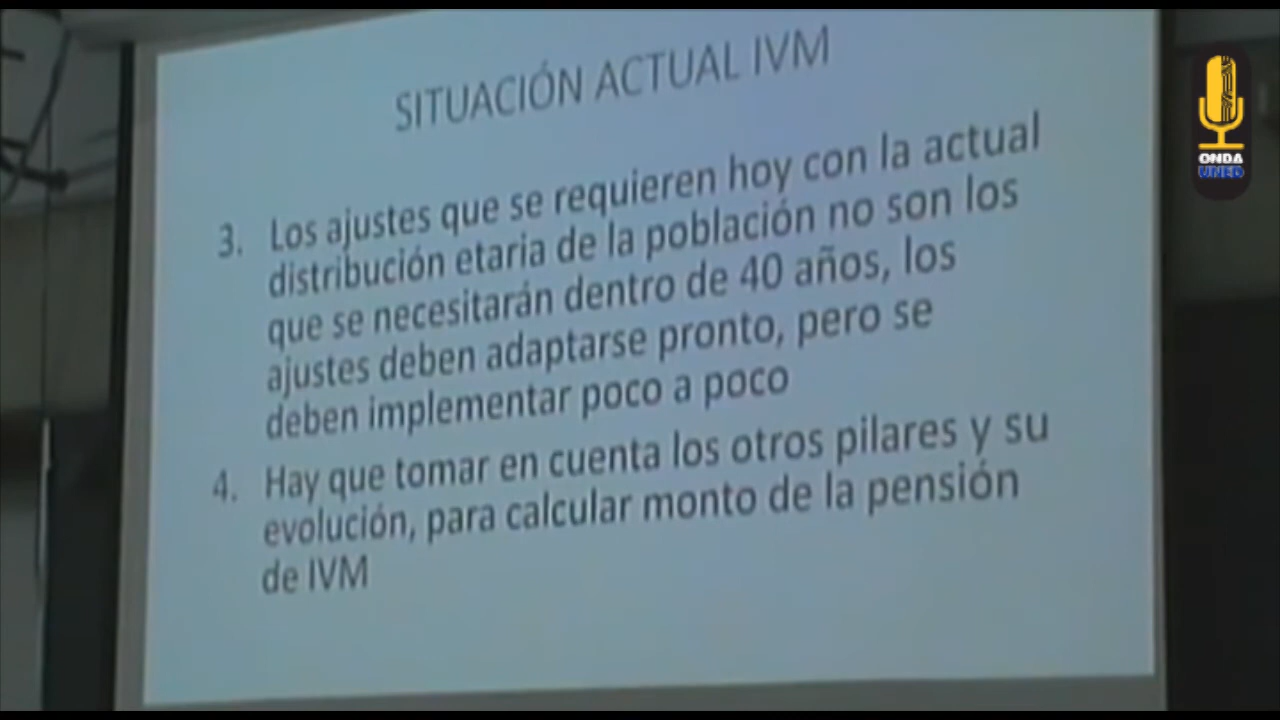 SITUACIÓN ACTUAL IVM
3. Los ajustes que se requieren hoy con la actual
distribución etaria de la población no son los
que se necesitarán dentro de 40 años, los
ajustes deben adaptarse pronto, pero se
deben implementar poco a poco
4. Hay que tomar en cuenta los otros pilares y su
evolución, para calcular monto de la pensión
de IVM
ONDA
UNED